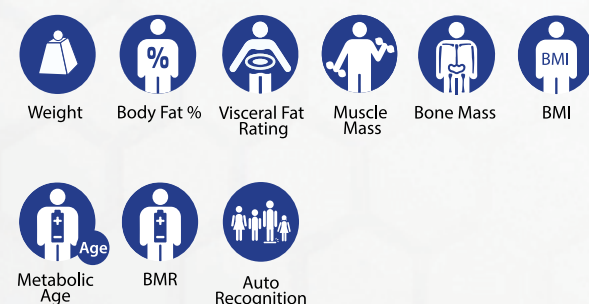 %
BMI
Weight
Body Fat %
Visceral Fat
Rating
Muscle
Mass
Bone Mass
BMI
Age
Metabolic
Age
BMR
Auto
Recognition